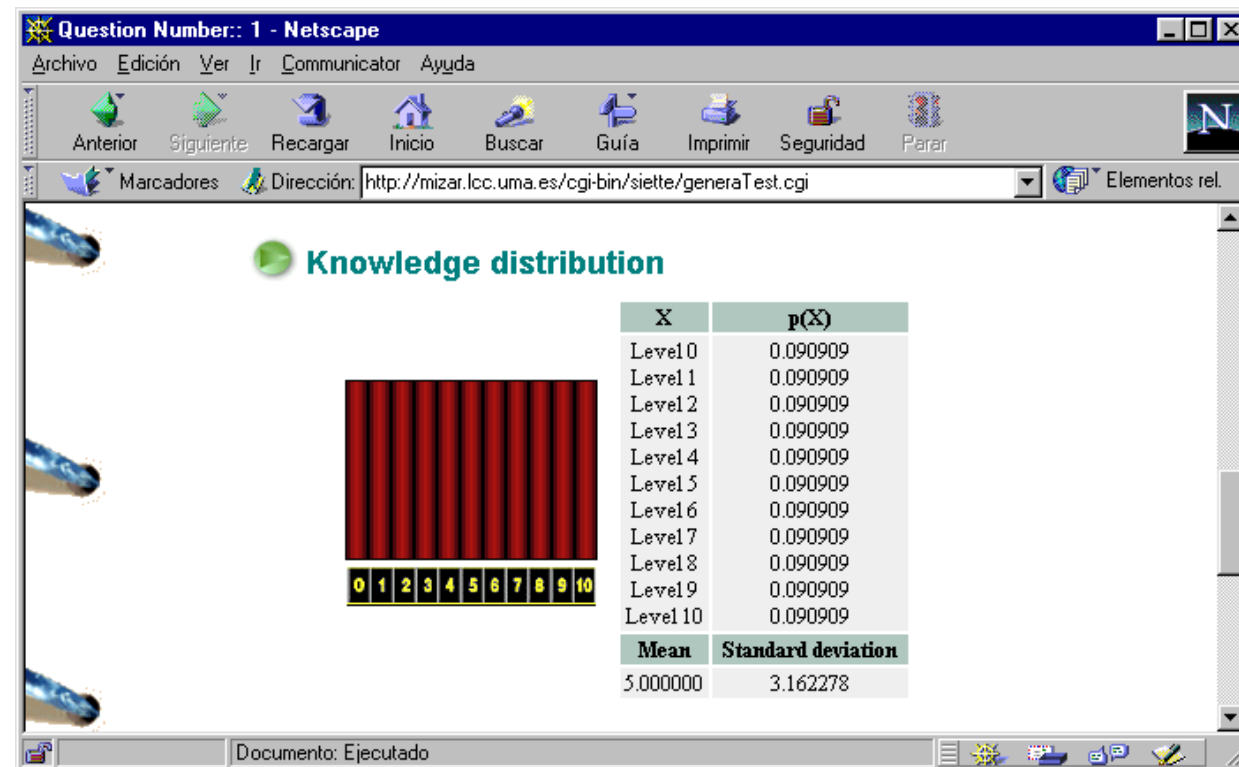 Question Number:: 1 - Netscape
Archivo Edición Ver Ir Communicator Ayuda
Anterior Siguiente Recargar Inicio Buscar Guía Imprimir Seguridad Parar
N
Marcadores Dirección: http://mizar.lcc.uma.es/cgi-bin/siette/generaTest.cgi Elementos rel.
Knowledge distribution
X p(X)
Level 0 0.090909
Level 1 0.090909
Level 2 0.090909
Level 3 0.090909
Level 4 0.090909
Level 5 0.090909
Level 6 0.090909
Level 7 0.090909
Level 8 0.090909
Level 9 0.090909
Level 10 0.090909
0 1 2 3 4 5 6 7 8 9 10
Mean Standard deviation
5.000000 3.162278
Documento: Ejecutado